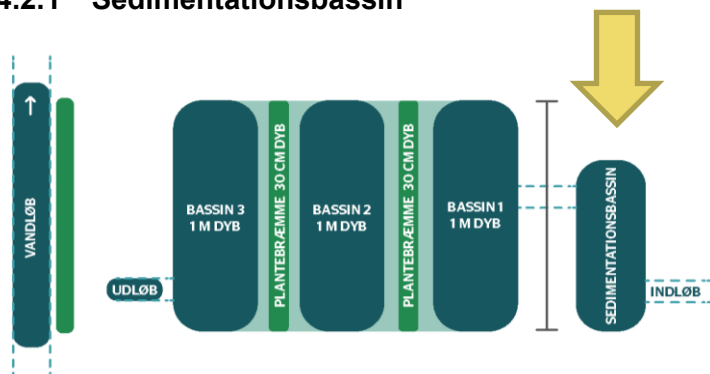 4.2.1 Sedimentationsbassin
VANDLØB
UDLØB
BASSIN 3
1 M DYB
PLANTEBRÆMME 30 CM DYB
BASSIN 2
1 M DYB
PLANTEBRÆMME 30 CM DYB
BASSIN 1
1 M DYB
SEDIMENTATIONSBASSIN
INDLØB